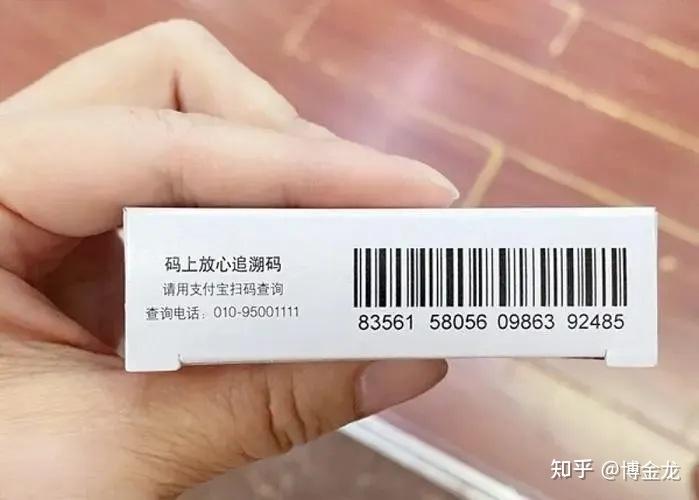 码上放心追溯码
请用支付宝扫码查询
查询电话：010-95001111
83561 58056 09863 92485
知乎 @博金龙